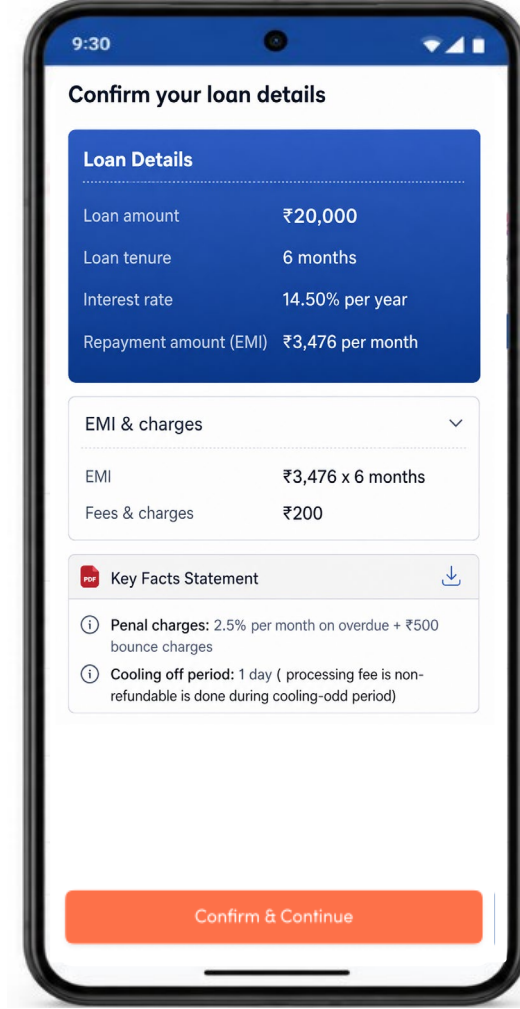 9:30
Confirm your loan details
Loan Details
Loan amount ₹20,000
Loan tenure 6 months
Interest rate 14.50% per year
Repayment amount (EMI) ₹3,476 per month
EMI & charges
EMI ₹3,476 x 6 months
Fees & charges ₹200
PDF Key Facts Statement
Penal charges: 2.5% per month on overdue + ₹500
bounce charges
Cooling off period: 1 day ( processing fee is non-
refundable is done during cooling-odd period)
Confirm & Continue